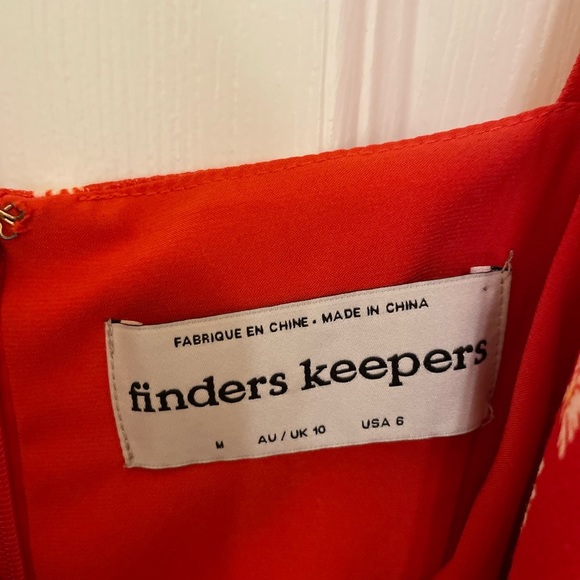 FABRIQUE EN CHINE . MADE IN CHINA
finders keepers
M AU / UK 10 USA 6